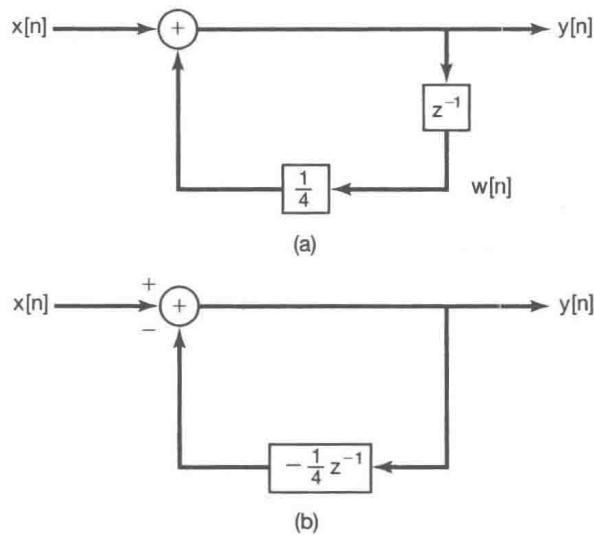 x[n] + y[n]
z⁻¹
1/4 w[n]
(a)
+
x[n] + y[n]
−
− 1/4 z⁻¹
(b)